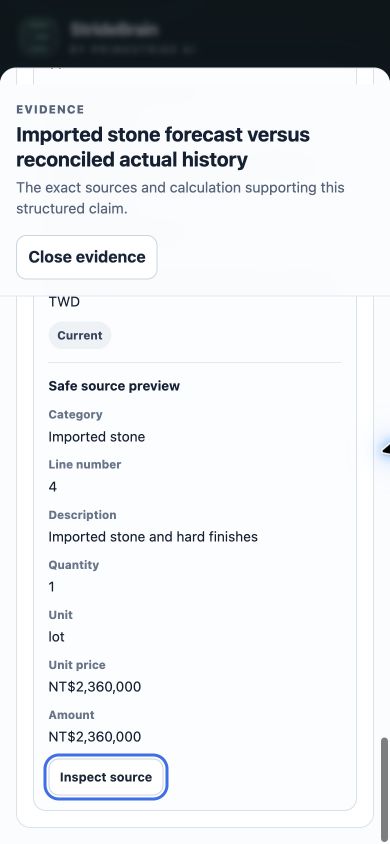 StrideBrain
EVIDENCE
Imported stone forecast versus
reconciled actual history
The exact sources and calculation supporting this
structured claim.
Close evidence
TWD
Current
Safe source preview
Category
Imported stone
Line number
4
Description
Imported stone and hard finishes
Quantity
1
Unit
lot
Unit price
NT$2,360,000
Amount
NT$2,360,000
Inspect source